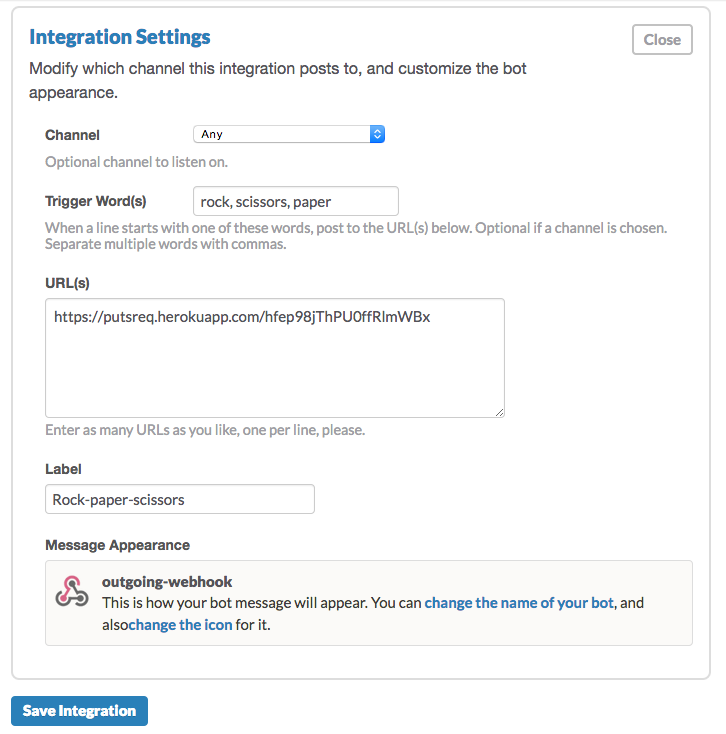 Integration Settings
Close
Modify which channel this integration posts to, and customize the bot
appearance.
Channel
Any
Optional channel to listen on.
Trigger Word(s)
rock, scissors, paper
When a line starts with one of these words, post to the URL(s) below. Optional if a channel is chosen.
Separate multiple words with commas.
URL(s)
https://putsreq.herokuapp.com/hfep98jThPU0ffRlmWBx
Enter as many URLs as you like, one per line, please.
Label
Rock-paper-scissors
Message Appearance
outgoing-webhook
This is how your bot message will appear. You can change the name of your bot, and
alsochange the icon for it.
Save Integration